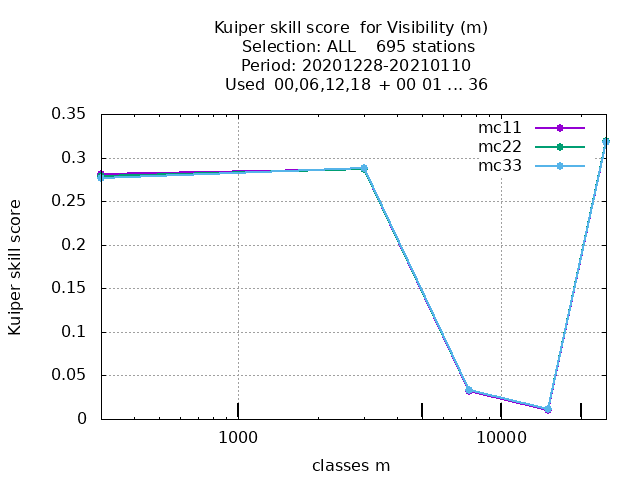 Kuiper skill score  for Visibility (m)
Selection: ALL    695 stations
Period: 20201228-20210110
Used  00,06,12,18  + 00 01 ... 36
mc11
mc22
mc33
0.35
0.3
0.25
0.2
0.15
0.1
0.05
0
Kuiper skill score
1000
10000
classes m